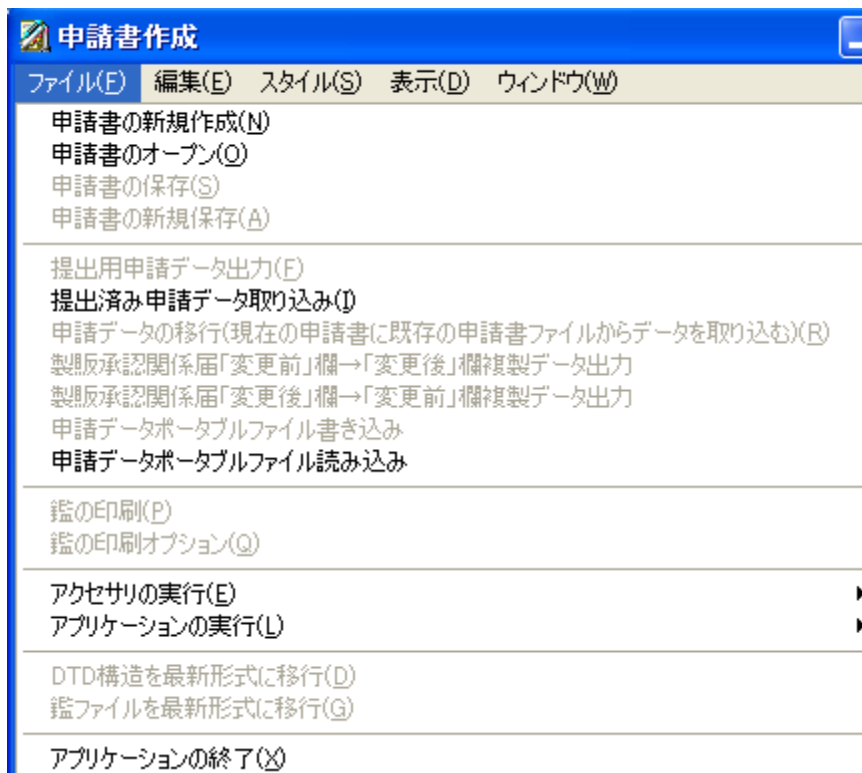 申請書作成
ファイル(F) 編集(E) スタイル(S) 表示(D) ウィンドウ(W)
申請書の新規作成(N)
申請書のオープン(O)
申請書の保存(S)
申請書の新規保存(A)
提出用申請データ出力(F)
提出済み申請データ取り込み(I)
申請データの移行(現在の申請書に既存の申請書ファイルからデータを取り込む)(R)
製販承認関係届「変更前」欄→「変更後」欄複製データ出力
製販承認関係届「変更後」欄→「変更前」欄複製データ出力
申請データポータブルファイル書き込み
申請データポータブルファイル読み込み
鑑の印刷(P)
鑑の印刷オプション(Q)
アクセサリの実行(E)
アプリケーションの実行(L)
DTD構造を最新形式に移行(D)
鑑ファイルを最新形式に移行(G)
アプリケーションの終了(X)